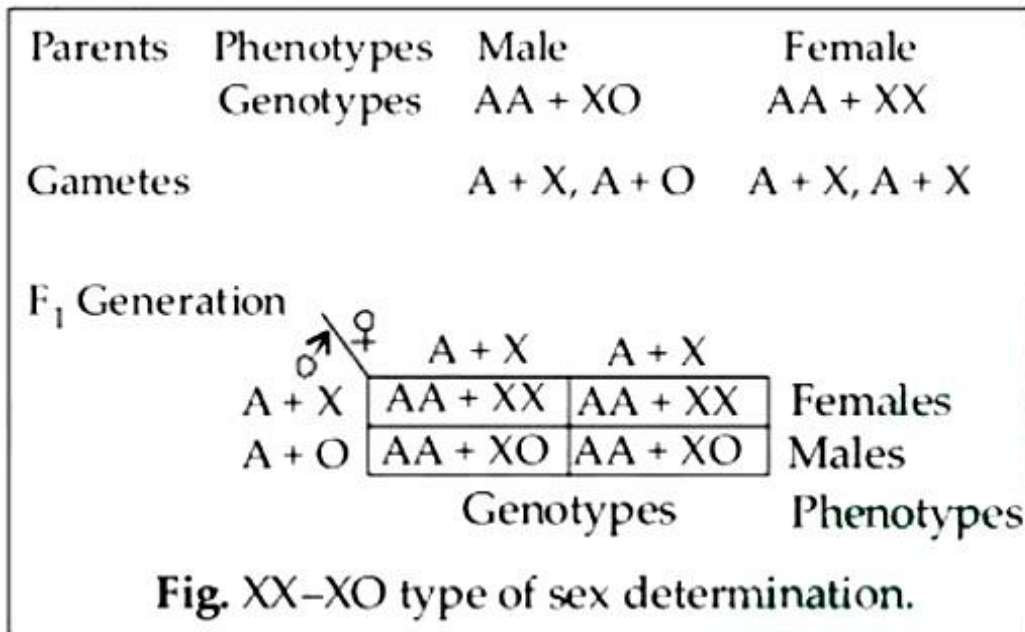 Parents Phenotypes Male Female
Genotypes AA + XO AA + XX
Gametes A + X, A + O A + X, A + X
F₁ Generation
♂ ♀ A + X A + X
A + X AA + XX AA + XX Females
A + O AA + XO AA + XO Males
Genotypes Phenotypes
Fig. XX–XO type of sex determination.